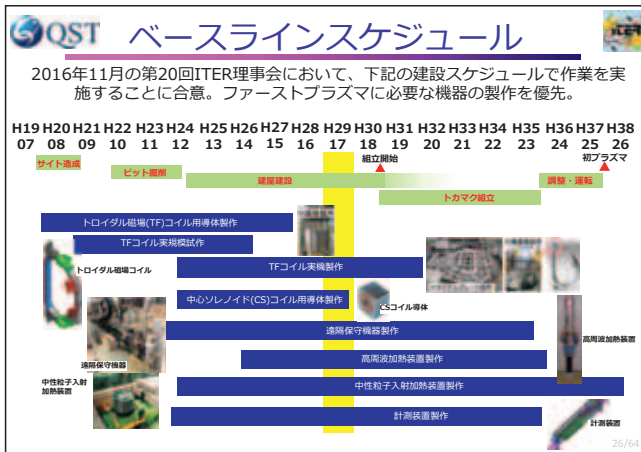 QST
ベースラインスケジュール
ITER
2016年11月の第20回ITER理事会において、下記の建設スケジュールで作業を実
施することに合意。ファーストプラズマに必要な機器の製作を優先。
H19 H20 H21 H22 H23 H24 H25 H26 H27 H28 H29 H30 H31 H32 H33 H34 H35 H36 H37 H38
07 08 09 10 11 12 13 14 15 16 17 18 19 20 21 22 23 24 25 26
組立開始
初プラズマ
サイト造成
ピット掘削
建屋建設
調整・運転
トカマク組立
トロイダル磁場(TF)コイル用導体製作
TFコイル実規模試作
トロイダル磁場コイル
TFコイル実機製作
中心ソレノイド(CS)コイル用導体製作
CSコイル導体
遠隔保守機器製作
高周波加熱装置
遠隔保守機器
高周波加熱装置製作
中性粒子入射
加熱装置
中性粒子入射加熱装置製作
計測装置製作
計測装置
26/64